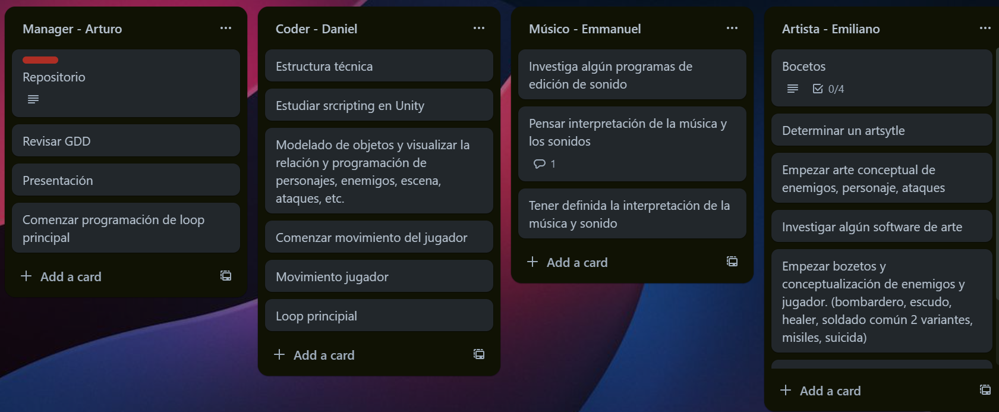 Manager - Arturo
Repositorio
Revisar GDD
Presentación
Comenzar programación de loop
principal
Add a card
Coder - Daniel
Estructura técnica
Estudiar srcripting en Unity
Modelado de objetos y visualizar la
relación y programación de
personajes, enemigos, escena,
ataques, etc.
Comenzar movimiento del jugador
Movimiento jugador
Loop principial
Add a card
Músico - Emmanuel
Investiga algún programas de
edición de sonido
Pensar interpretación de la música y
los sonidos
1
Tener definida la interpretación de la
música y sonido
Add a card
Artista - Emiliano
Bocetos
0/4
Determinar un artsytle
Empezar arte conceptual de
enemigos, personaje, ataques
Investigar algún software de arte
Empezar bozetos y
conceptualización de enemigos y
jugador. (bombardero, escudo,
healer, soldado común 2 variantes,
misiles, suicida)
Add a card